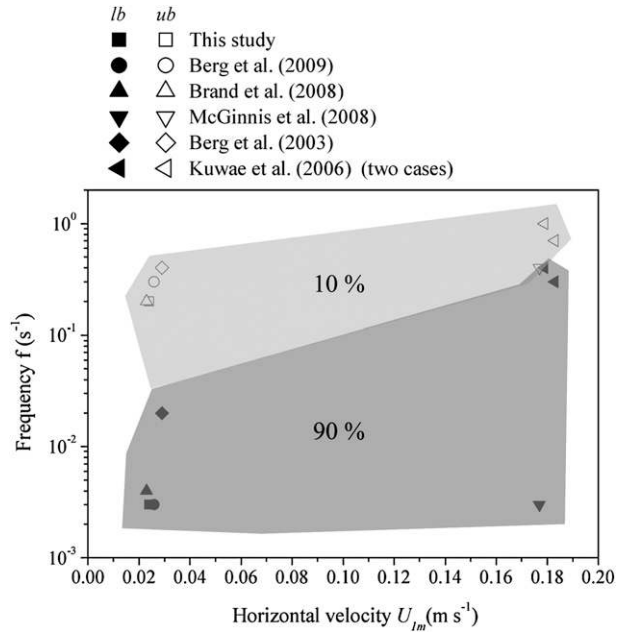 lb ub
This study
Berg et al. (2009)
Brand et al. (2008)
McGinnis et al. (2008)
Berg et al. (2003)
Kuwae et al. (2006) (two cases)
10⁰
10⁻¹
10⁻²
10⁻³
Frequency f (s⁻¹)
10 %
90 %
0.00 0.02 0.04 0.06 0.08 0.10 0.12 0.14 0.16 0.18 0.20
Horizontal velocity U1m(m s⁻¹)